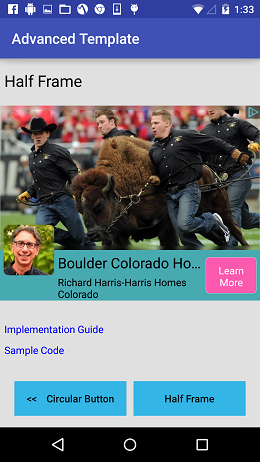 1:33
Advanced Template
Half Frame
Boulder Colorado Ho...
Richard Harris-Harris Homes
Colorado
Learn
More
Implementation Guide
Sample Code
<< Circular Button
Half Frame